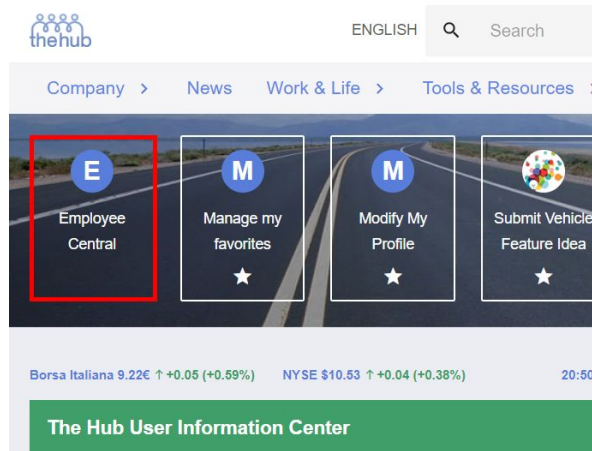 thehub
ENGLISH
Search
Company >
News
Work & Life >
Tools & Resources
E
Employee
Central
M
Manage my
favorites
M
Modify My
Profile
Submit Vehicle
Feature Idea
Borsa Italiana 9.22€ ↑ +0.05 (+0.59%)
NYSE $10.53 ↑ +0.04 (+0.38%)
20:50
The Hub User Information Center